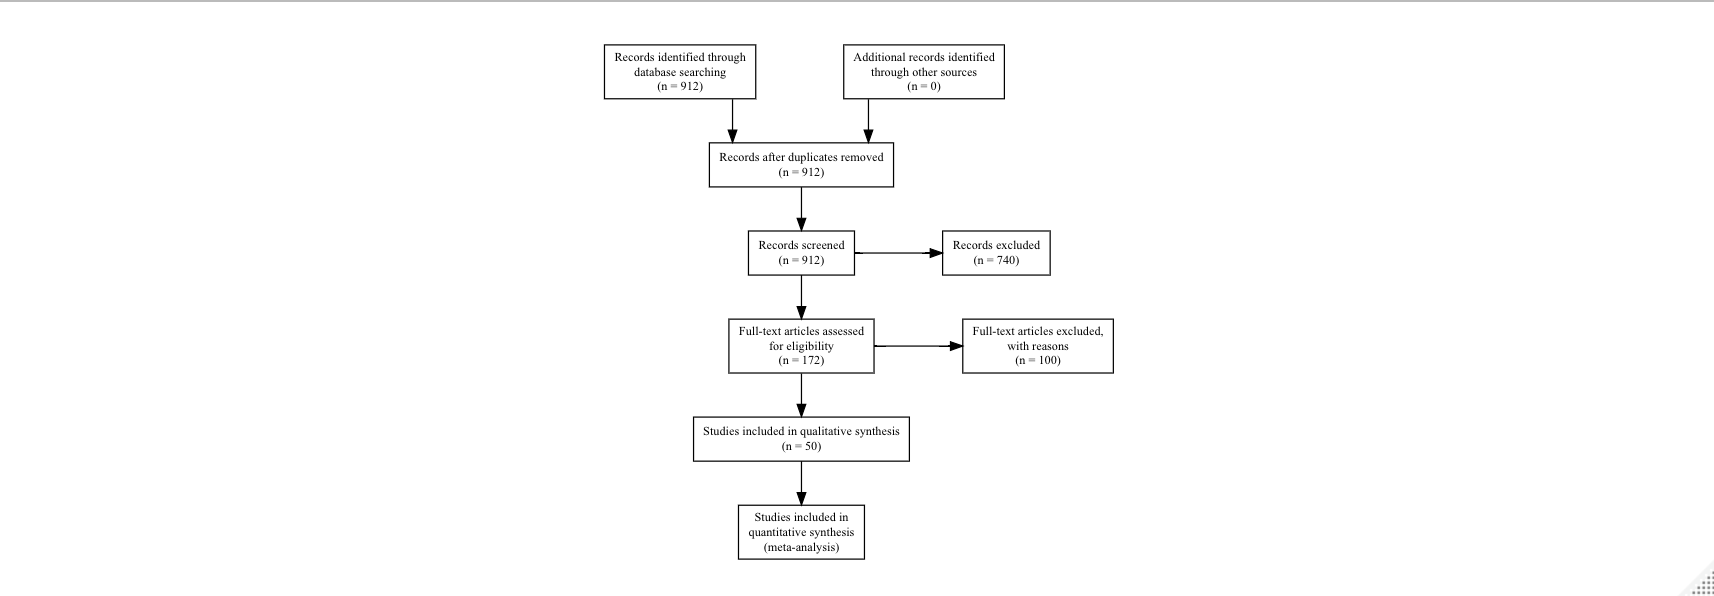 Records identified through
database searching
(n = 912)
Additional records identified
through other sources
(n = 0)
Records after duplicates removed
(n = 912)
Records screened
(n = 912)
Records excluded
(n = 740)
Full-text articles assessed
for eligibility
(n = 172)
Full-text articles excluded,
with reasons
(n = 100)
Studies included in qualitative synthesis
(n = 50)
Studies included in
quantitative synthesis
(meta-analysis)